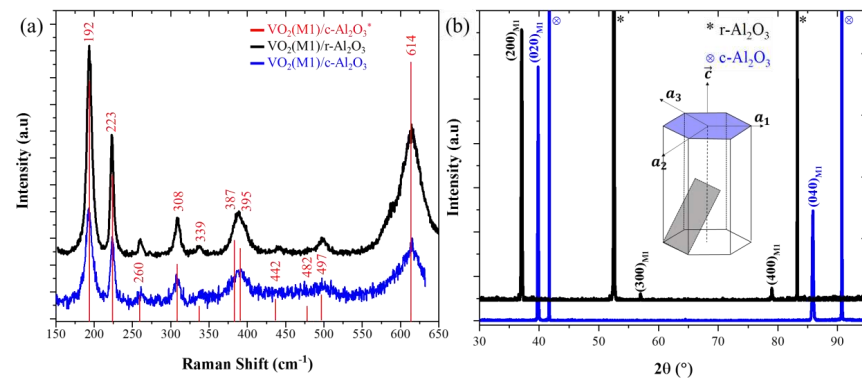 (a)
192
223
260
308
339
387
395
442
482
497
614
VO₂(M1)/c-Al₂O₃*
VO₂(M1)/r-Al₂O₃
VO₂(M1)/c-Al₂O₃
Intensity (a.u)
150 200 250 300 350 400 450 500 550 600 650
Raman Shift (cm⁻¹)
(b)
(200)M1
(020)M1
⊗
*
(300)M1
(400)M1
*
(040)M1
⊗
* r-Al₂O₃
⊗ c-Al₂O₃
c⃗
a₃
a₁
a₂
Intensity (a.u)
30 40 50 60 70 80 90
2θ (°)